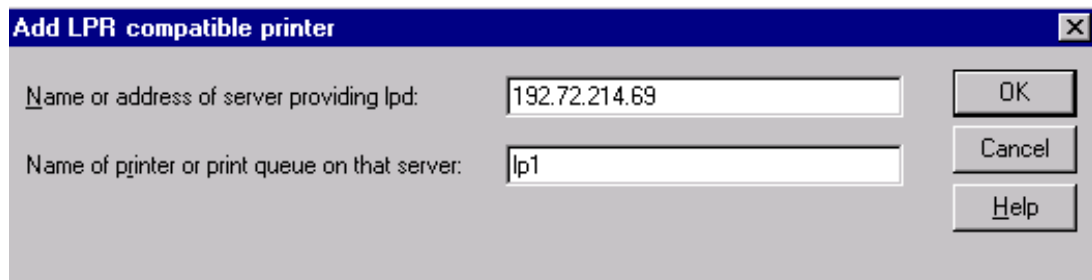 Add LPR compatible printer
Name or address of server providing lpd: 192.72.214.69 OK
Cancel
Name of printer or print queue on that server: lp1
Help